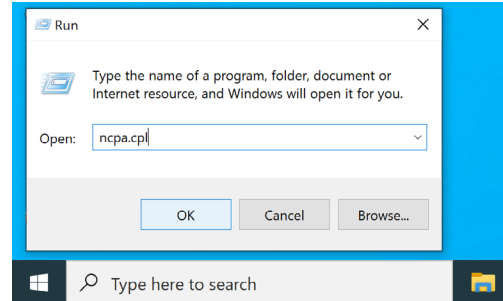 Run
Type the name of a program, folder, document or
Internet resource, and Windows will open it for you.
Open: ncpa.cpl
OK Cancel Browse...
Type here to search